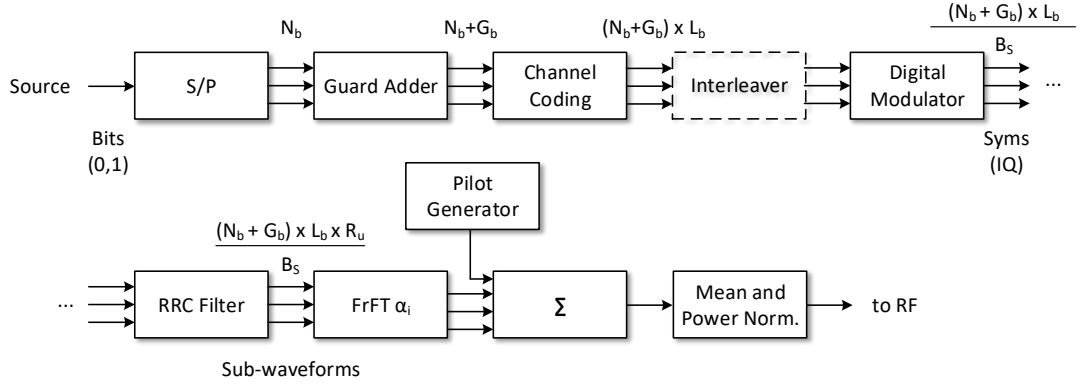 N_b
N_b+G_b
(N_b+G_b) x L_b
(N_b + G_b) x L_b
B_S
Source
S/P
Guard Adder
Channel
Coding
Interleaver
Digital
Modulator
...
Bits
(0,1)
Syms
(IQ)
Pilot
Generator
(N_b + G_b) x L_b x R_u
B_S
...
RRC Filter
FrFT α_i
Σ
Mean and
Power Norm.
to RF
Sub-waveforms